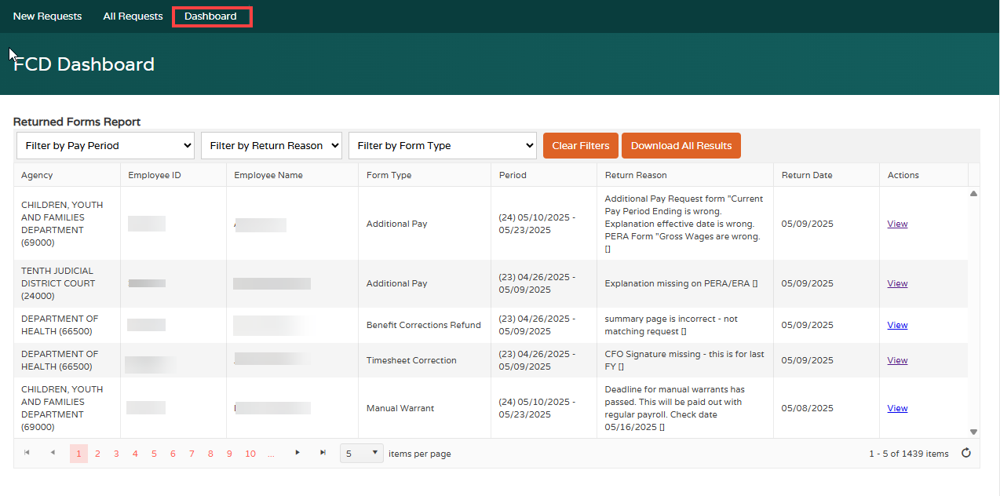 New Requests All Requests Dashboard
FCD Dashboard
Returned Forms Report
Filter by Pay Period Filter by Return Reason Filter by Form Type Clear Filters Download All Results
Agency Employee ID Employee Name Form Type Period Return Reason Return Date Actions
CHILDREN, YOUTH
AND FAMILIES
DEPARTMENT
(69000)
Additional Pay
(24) 05/10/2025 -
05/23/2025
Additional Pay Request form "Current
Pay Period Ending is wrong.
Explanation effective date is wrong.
PERA Form "Gross Wages are wrong.
[]
05/09/2025
View
TENTH JUDICIAL
DISTRICT COURT
(24000)
Additional Pay
(23) 04/26/2025 -
05/09/2025
Explanation missing on PERA/ERA []
05/09/2025
View
DEPARTMENT OF
HEALTH (66500)
Benefit Corrections Refund
(23) 04/26/2025 -
05/09/2025
summary page is incorrect - not
matching request []
05/09/2025
View
DEPARTMENT OF
HEALTH (66500)
Timesheet Correction
(23) 04/26/2025 -
05/09/2025
CFO Signature missing - this is for last
FY []
05/09/2025
View
CHILDREN, YOUTH
AND FAMILIES
DEPARTMENT
(69000)
Manual Warrant
(24) 05/10/2025 -
05/23/2025
Deadline for manual warrants has
passed. This will be paid out with
regular payroll. Check date
05/16/2025 []
05/08/2025
View
1 2 3 4 5 6 7 8 9 10 ... 5 items per page 1 - 5 of 1439 items